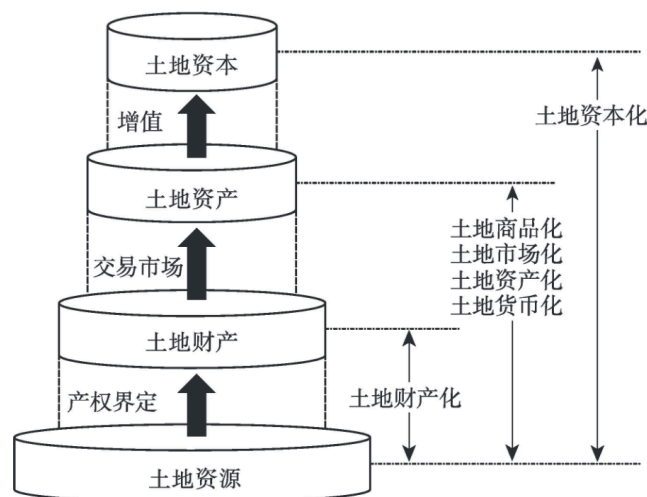 土地资本
增值
土地资本化
土地资产
土地商品化
土地市场化
土地资产化
土地货币化
交易市场
土地财产
产权界定
土地财产化
土地资源